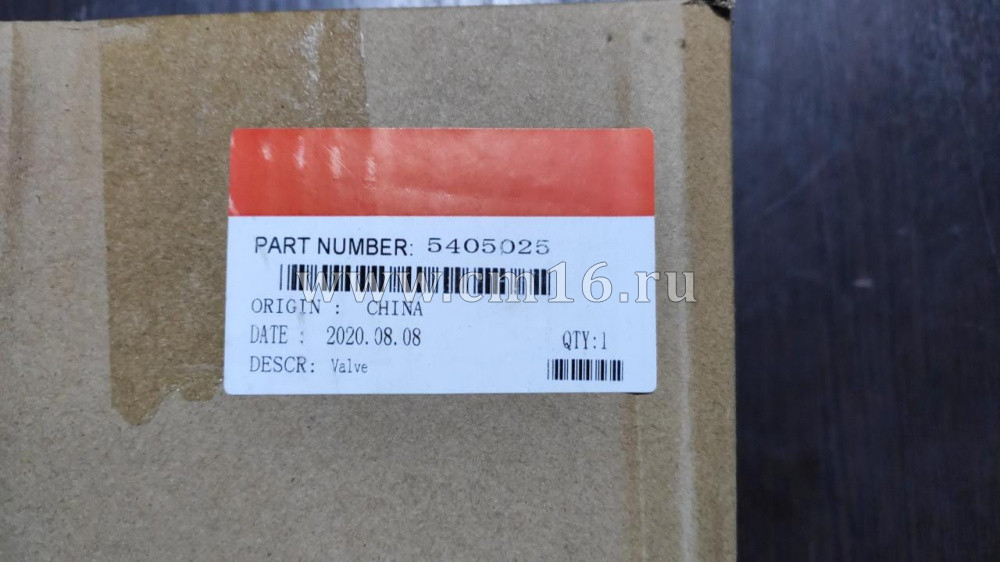 PART NUMBER: 5405025
www.cm16.ru
ORIGIN : CHINA
DATE : 2020.08.08
QTY:1
DESCR: Valve